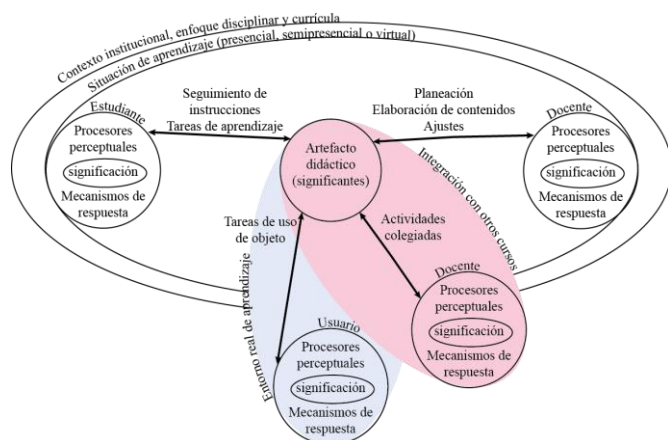 Contexto institucional, enfoque disciplinar y currícula
Situación de aprendizaje (presencial, semipresencial o virtual)
Estudiante
Procesores
perceptuales
significación
Mecanismos de
respuesta
Seguimiento de
instrucciones
Tareas de aprendizaje
Artefacto
didáctico
(significantes)
Planeación
Elaboración de contenidos
Ajustes
Docente
Procesores
perceptuales
significación
Mecanismos de
respuesta
Integración con otros cursos
Tareas de uso
de objeto
Actividades
colegiadas
Entorno real de aprendizaje
Docente
Procesores
perceptuales
significación
Mecanismos de
respuesta
Usuario
Procesores
perceptuales
significación
Mecanismos de
respuesta